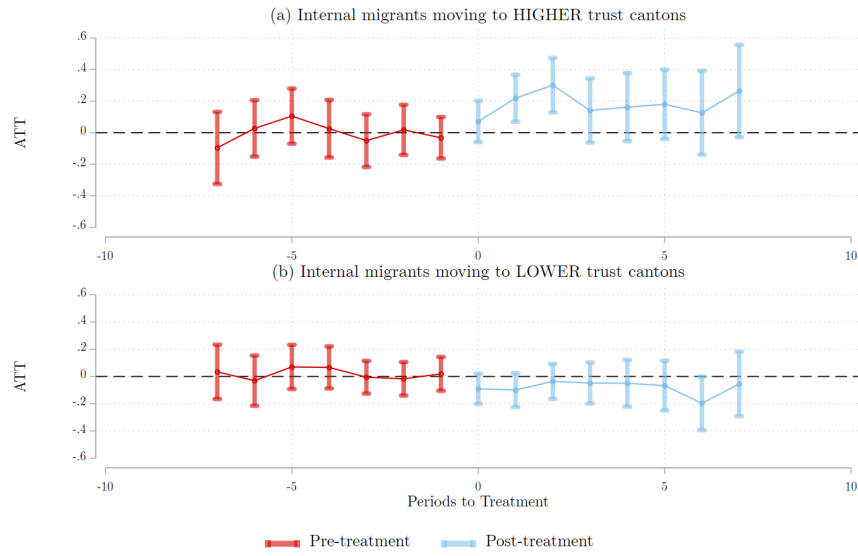 (a) Internal migrants moving to HIGHER trust cantons
ATT
.6
.4
.2
0
-.2
-.4
-.6
-10 -5 0 5 10
(b) Internal migrants moving to LOWER trust cantons
ATT
.6
.4
.2
0
-.2
-.4
-.6
-10 -5 0 5 10
Periods to Treatment
Pre-treatment Post-treatment